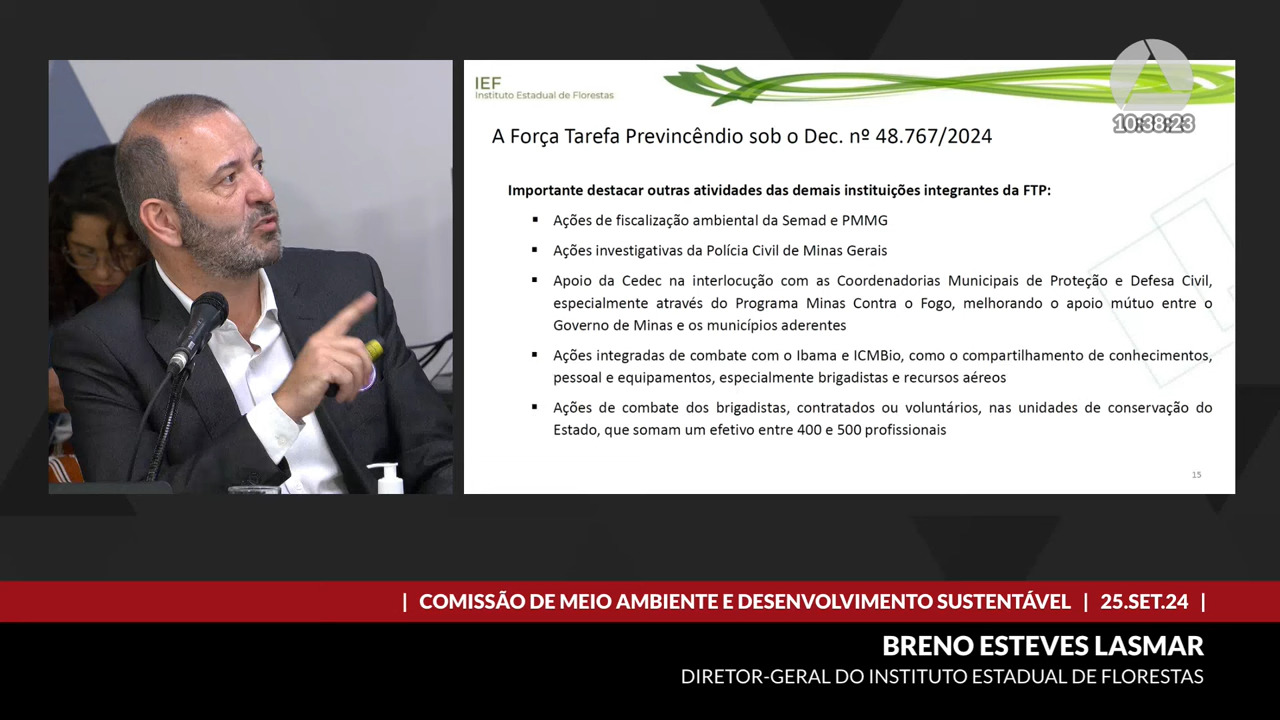 IEF
Instituto Estadual de Florestas
10:38:23
A Força Tarefa Previncêndio sob o Dec. nº 48.767/2024
Importante destacar outras atividades das demais instituições integrantes da FTP:
▪ Ações de fiscalização ambiental da Semad e PMMG
▪ Ações investigativas da Polícia Civil de Minas Gerais
▪ Apoio da Cedec na interlocução com as Coordenadorias Municipais de Proteção e Defesa Civil,
especialmente através do Programa Minas Contra o Fogo, melhorando o apoio mútuo entre o
Governo de Minas e os municípios aderentes
▪ Ações integradas de combate com o Ibama e ICMBio, como o compartilhamento de conhecimentos,
pessoal e equipamentos, especialmente brigadistas e recursos aéreos
▪ Ações de combate dos brigadistas, contratados ou voluntários, nas unidades de conservação do
Estado, que somam um efetivo entre 400 e 500 profissionais
15
| COMISSÃO DE MEIO AMBIENTE E DESENVOLVIMENTO SUSTENTÁVEL | 25.SET.24 |
BRENO ESTEVES LASMAR
DIRETOR-GERAL DO INSTITUTO ESTADUAL DE FLORESTAS